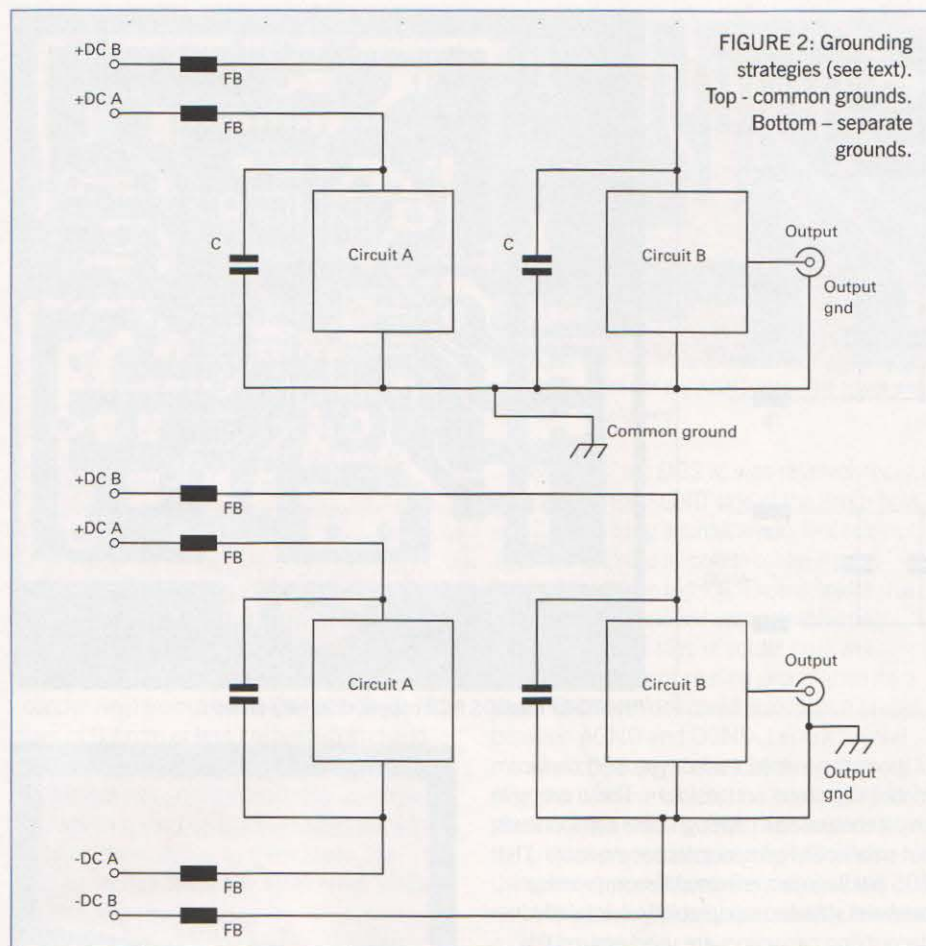 FIGURE 2: Grounding
strategies (see text).
Top - common grounds.
Bottom – separate
grounds.
+DC B
FB
+DC A
FB
C
Circuit A
C
Circuit B
Output
Output
gnd
Common ground
+DC B
FB
+DC A
FB
Circuit A
Circuit B
Output
Output
gnd
-DC A
FB
-DC B
FB